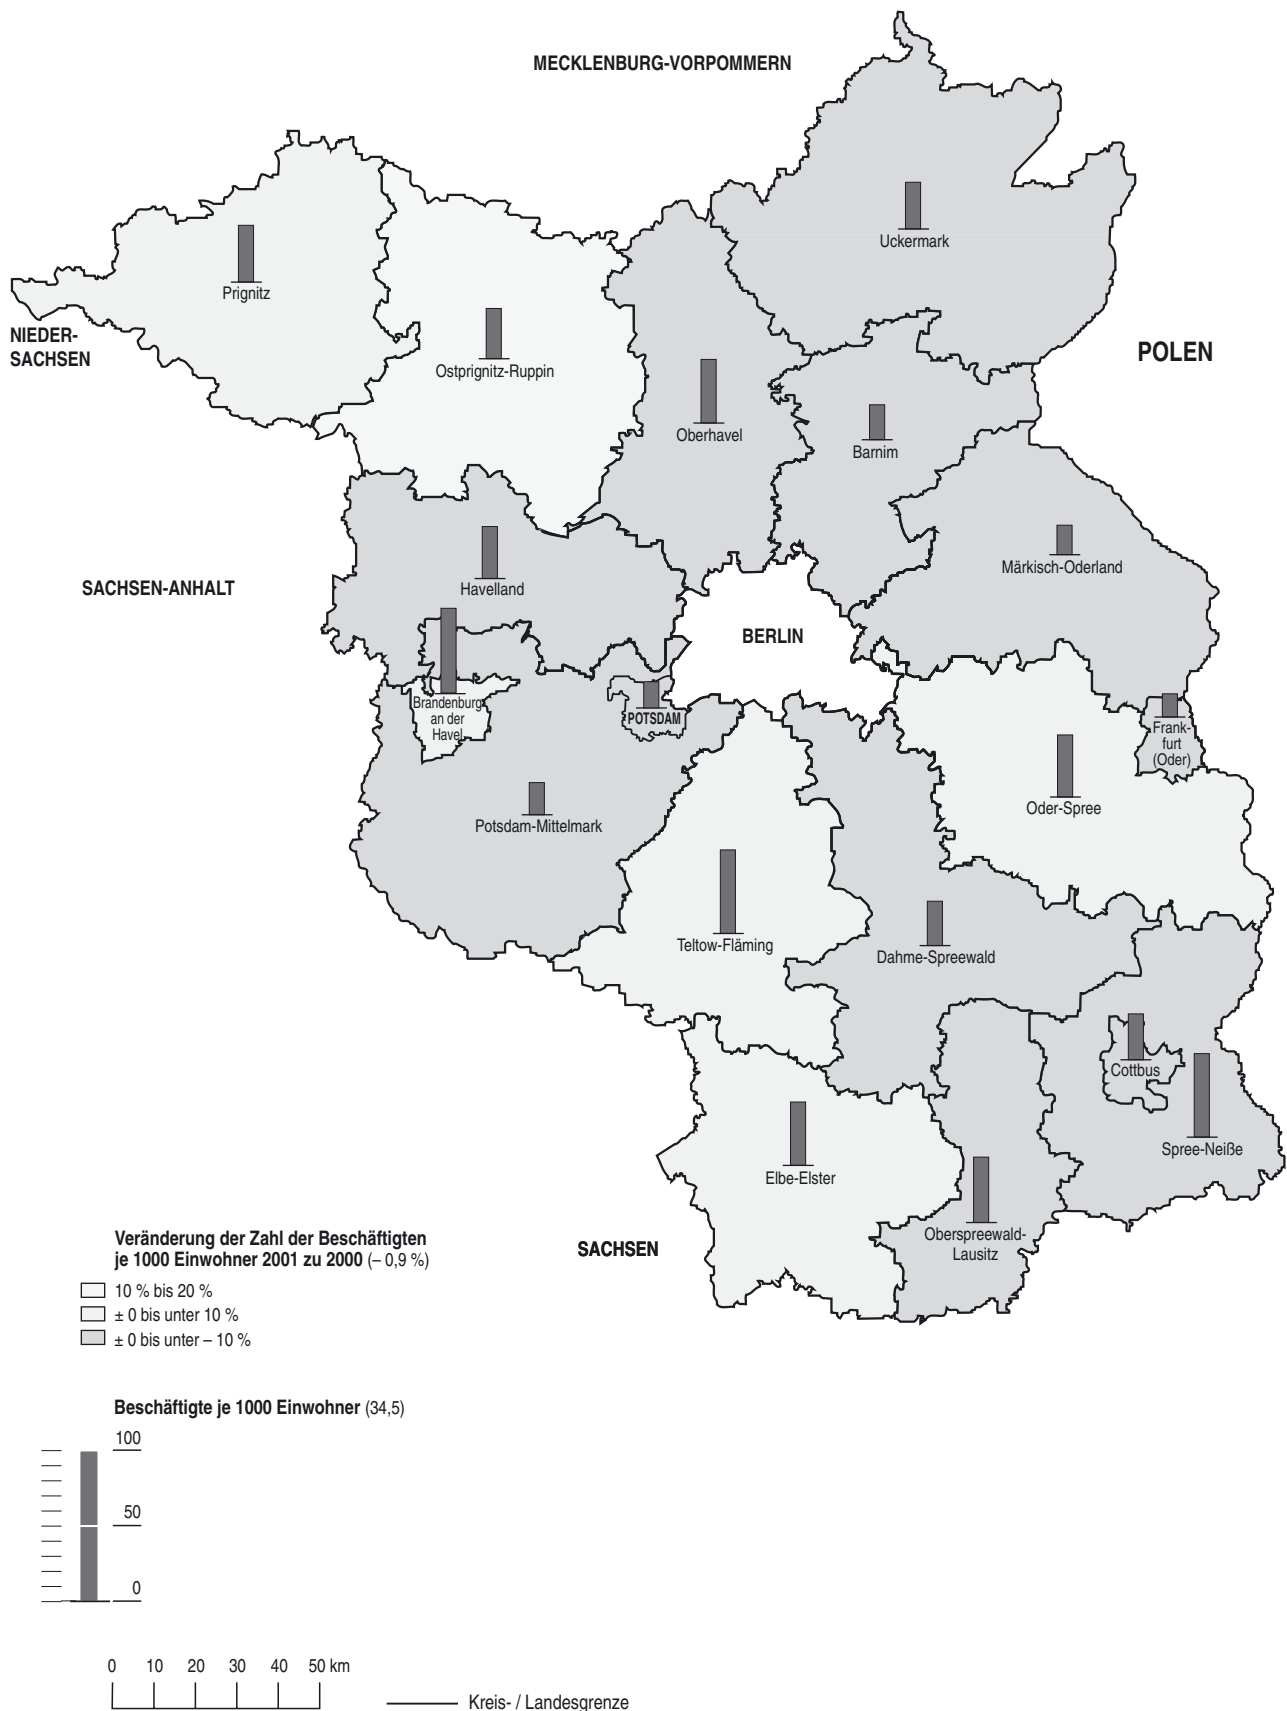 MECKLENBURG-VORPOMMERN
Uckermark
Prignitz
NIEDER-
SACHSEN
POLEN
Ostprignitz-Ruppin
Oberhavel
Barnim
Märkisch-Oderland
SACHSEN-ANHALT
Havelland
BERLIN
Brandenburg
an der
Havel
POTSDAM
Frank-
furt
(Oder)
Oder-Spree
Potsdam-Mittelmark
Teltow-Fläming
Dahme-Spreewald
Cottbus
Spree-Neiße
Elbe-Elster
Oberspreewald-
Lausitz
SACHSEN
Veränderung der Zahl der Beschäftigten
je 1000 Einwohner 2001 zu 2000 (– 0,9 %)
10 % bis 20 %
± 0 bis unter 10 %
± 0 bis unter – 10 %
Beschäftigte je 1000 Einwohner (34,5)
100
50
0
0 10 20 30 40 50 km
Kreis- / Landesgrenze